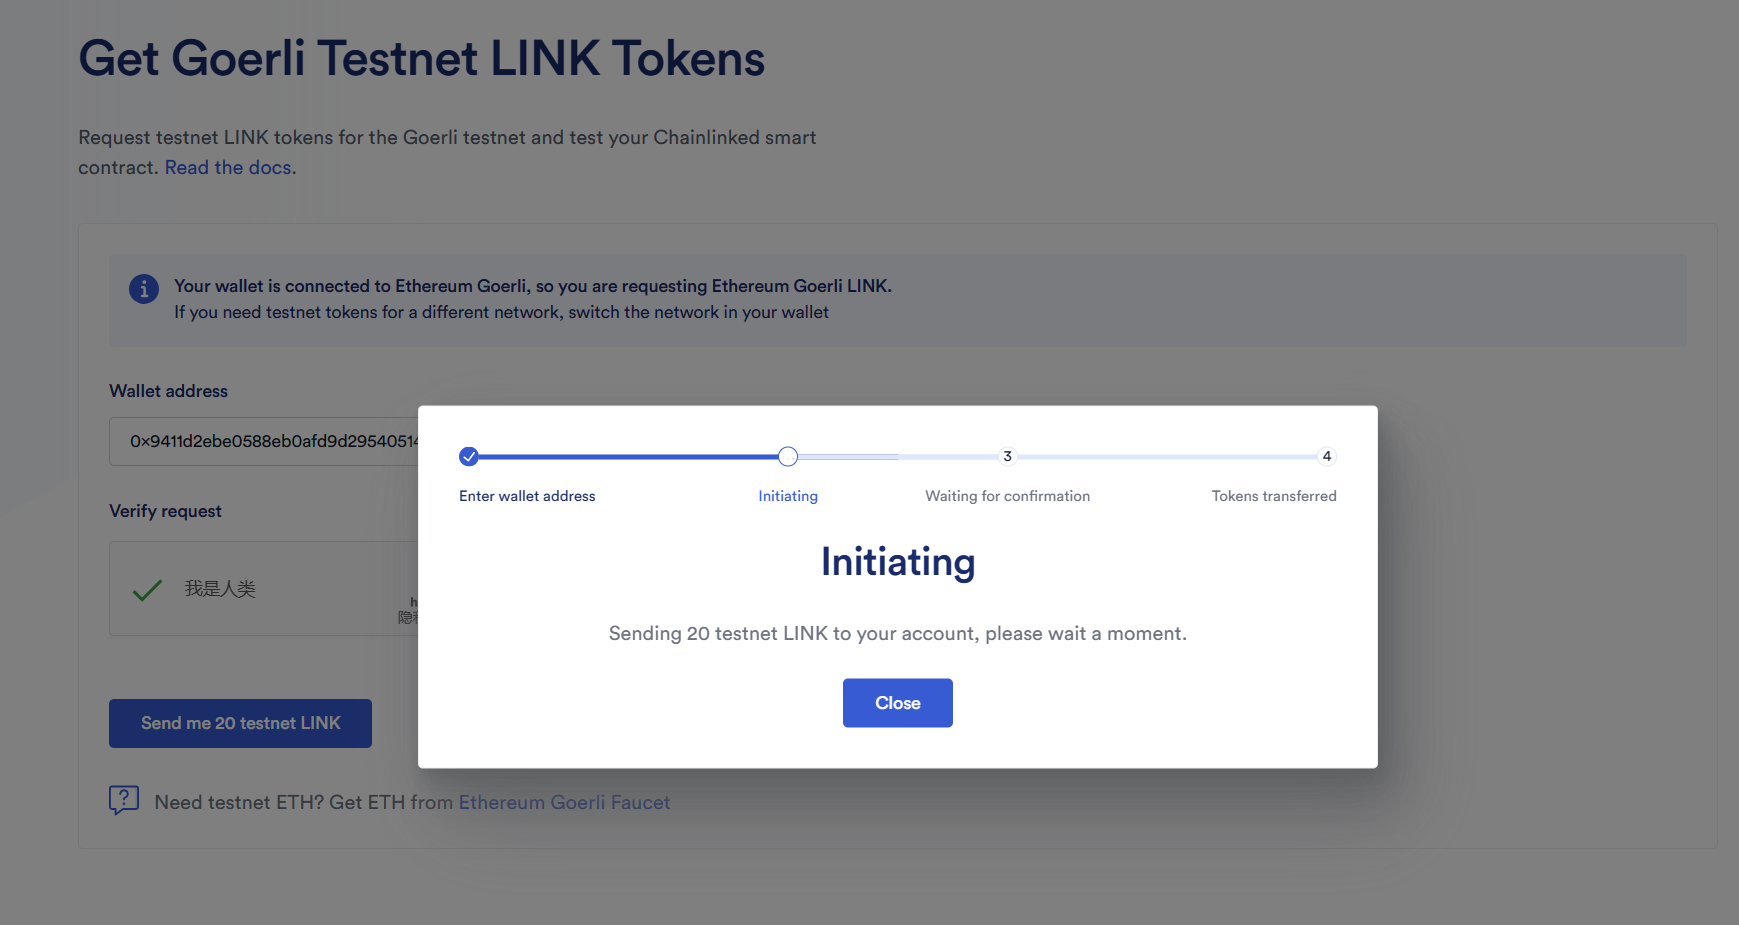 Get Goerli Testnet LINK Tokens
Request testnet LINK tokens for the Goerli testnet and test your Chainlinked smart
contract. Read the docs.
Your wallet is connected to Ethereum Goerli, so you are requesting Ethereum Goerli LINK.
If you need testnet tokens for a different network, switch the network in your wallet
Wallet address
0x9411d2ebe0588eb0afd9d2954051
Verify request
我是人类
h
隐
Send me 20 testnet LINK
Need testnet ETH? Get ETH from Ethereum Goerli Faucet
3
4
Enter wallet address
Initiating
Waiting for confirmation
Tokens transferred
Initiating
Sending 20 testnet LINK to your account, please wait a moment.
Close